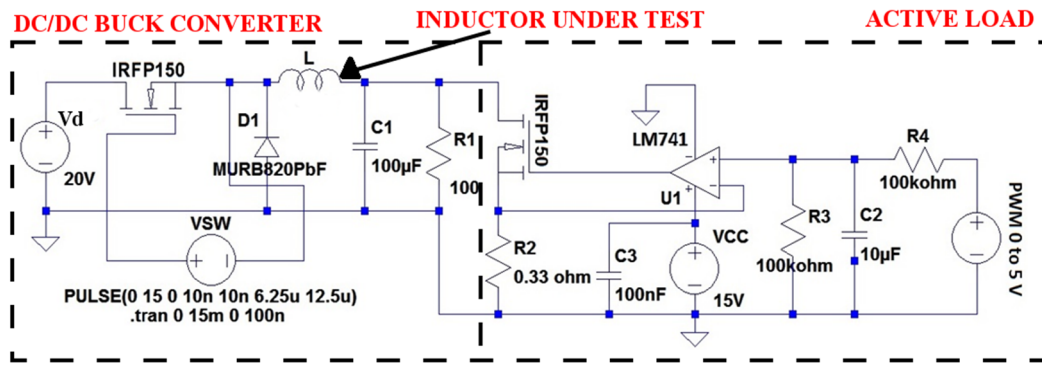 DC/DC BUCK CONVERTER
INDUCTOR UNDER TEST
ACTIVE LOAD
IRFP150
L
Vd
20V
D1
MURB820PbF
C1
100µF
R1
100
VSW
PULSE(0 15 0 10n 10n 6.25u 12.5u)
.tran 0 15m 0 100n
IRFP150
LM741
U1
R2
0.33 ohm
C3
100nF
VCC
15V
R3
100kohm
C2
10µF
R4
100kohm
PWM 0 to 5 V